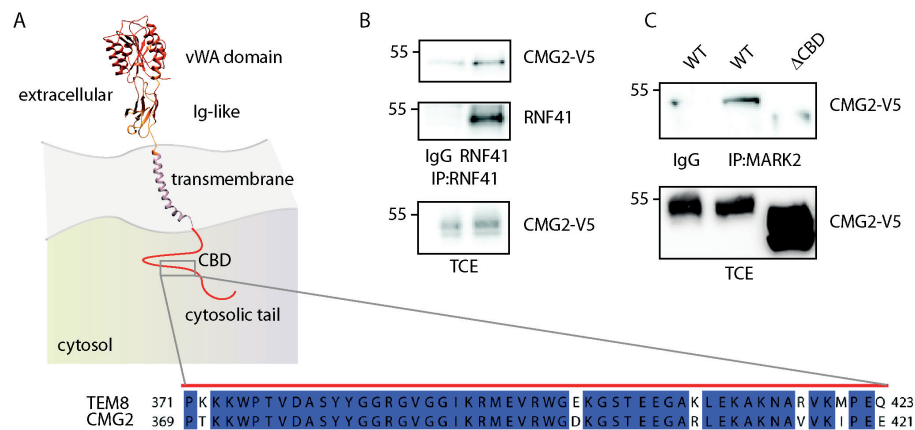 A
vWA domain
extracellular
Ig-like
transmembrane
CBD
cytosolic tail
cytosol
B
55
CMG2-V5
55
RNF41
IgG RNF41
IP:RNF41
55
CMG2-V5
TCE
C
WT WT ΔCBD
55
CMG2-V5
IgG IP:MARK2
55
CMG2-V5
TCE
TEM8 371 PKKKWPTVDASYYGGRGVGGIKRMEVRWGEKGSTEEGAKLEKAKNARVKMPEQ 423
CMG2 369 PTKKWPTVDASYYGGRGVGGIKRMEVRWGDKGSTEEGARLEKAKNAVVKIPEE 421